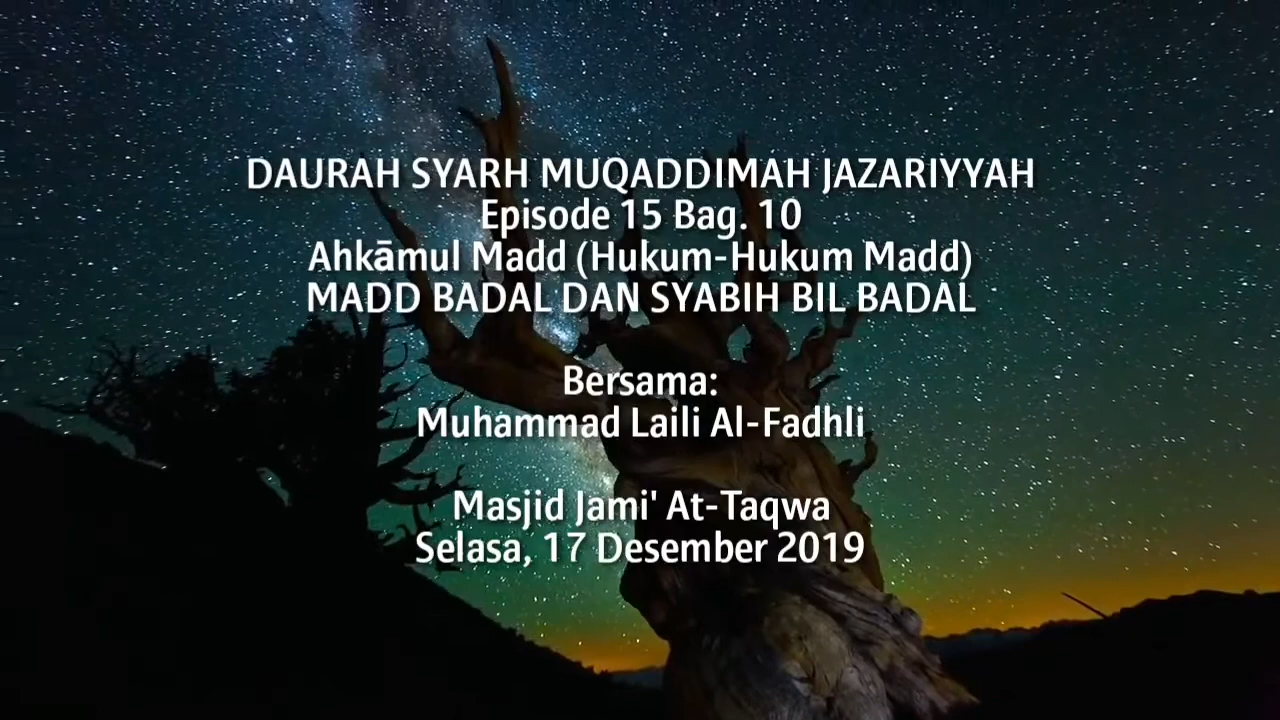 DAURAH SYARH MUQADDIMAH JAZARIYYAH
Episode 15 Bag. 10
Ahkāmul Madd (Hukum-Hukum Madd)
MADD BADAL DAN SYABIH BIL BADAL
Bersama:
Muhammad Laili Al-Fadhli
Masjid Jami' At-Taqwa
Selasa, 17 Desember 2019